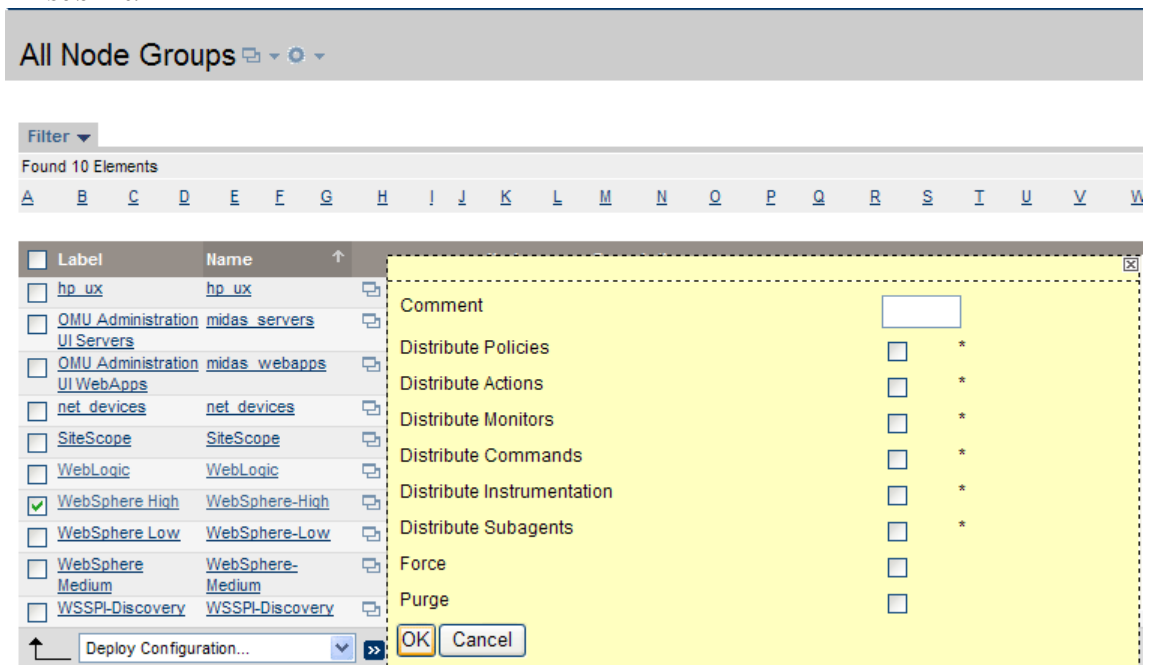 All Node Groups
Filter
Found 10 Elements
A B C D E F G H I J K L M N O P Q R S T U V W
Label Name
hp_ux hp_ux
OMU Administration midas_servers
UI Servers
OMU Administration midas_webapps
UI WebApps
net_devices net_devices
SiteScope SiteScope
WebLogic WebLogic
WebSphere High WebSphere-High
WebSphere Low WebSphere-Low
WebSphere WebSphere-
Medium Medium
WSSPI-Discovery WSSPI-Discovery
Deploy Configuration...
Comment
Distribute Policies *
Distribute Actions *
Distribute Monitors *
Distribute Commands *
Distribute Instrumentation *
Distribute Subagents *
Force
Purge
OK Cancel